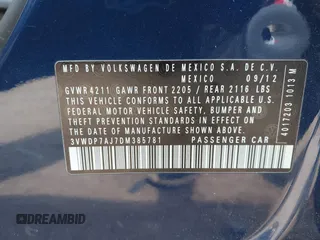 MFD BY VOLKSWAGEN DE MEXICO S.A. DE C.V.
MEXICO 09/12
GVWR 4211 GAWR FRONT 2205 / REAR 2116 LBS
THIS VEHICLE CONFORMS TO ALL APPLICABLE U.S.
FEDERAL MOTOR VEHICLE SAFETY, BUMPER AND
THEFT PREVENTION STANDARDS IN EFFECT ON THE
DATE OF MANUFACTURE SHOWN ABOVE
3VWDP7AJ7DM385781 PASSENGER CAR
4017203 1013 M
DREAMBID